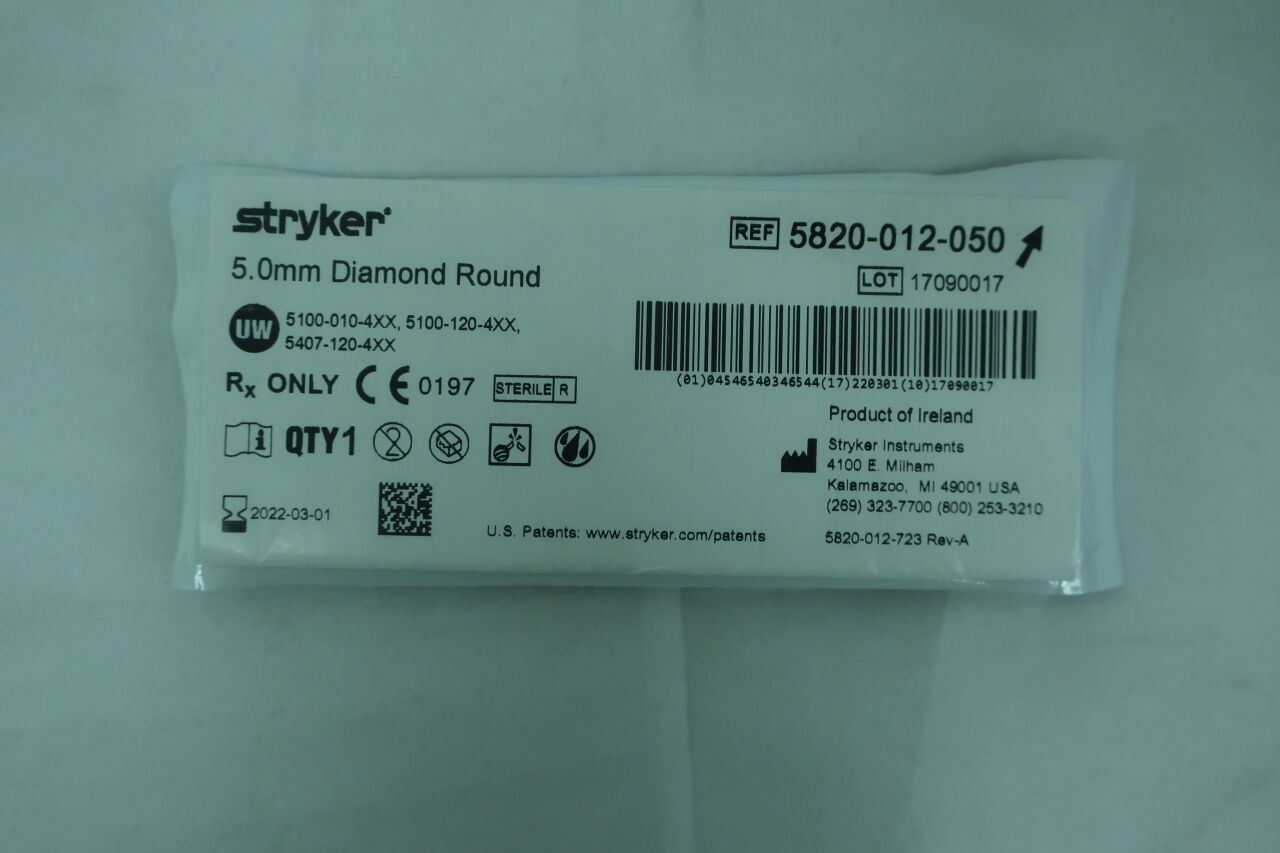 stryker®
5.0mm Diamond Round
UW 5100-010-4XX, 5100-120-4XX,
5407-120-4XX
Rx ONLY CE 0197 STERILE R
i QTY1 2
2022-03-01
U.S. Patents: www.stryker.com/patents
REF 5820-012-050
LOT 17090017
(01)04546540346544(17)220301(10)17090017
Product of Ireland
Stryker Instruments
4100 E. Milham
Kalamazoo, MI 49001 USA
(269) 323-7700 (800) 253-3210
5820-012-723 Rev-A